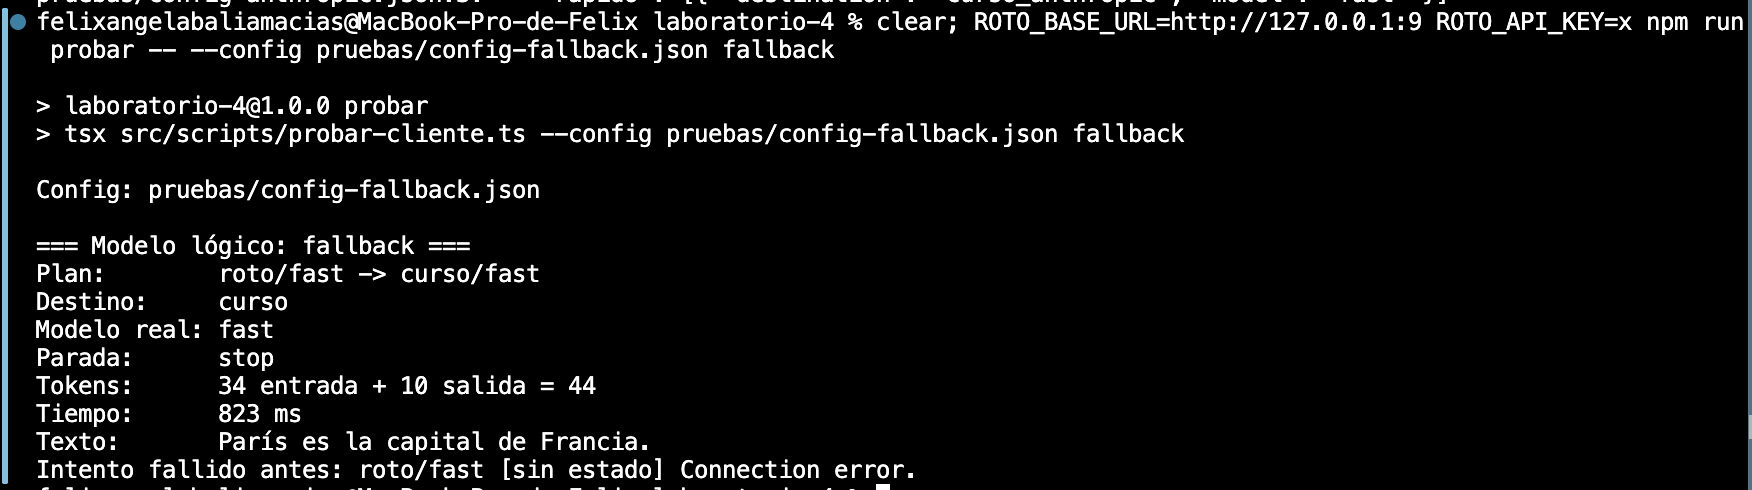 felixangelabaliamacias@MacBook-Pro-de-Felix laboratorio-4 % clear; ROTO_BASE_URL=http://127.0.0.1:9 ROTO_API_KEY=x npm run
probar -- --config pruebas/config-fallback.json fallback
> laboratorio-4@1.0.0 probar
> tsx src/scripts/probar-cliente.ts --config pruebas/config-fallback.json fallback
Config: pruebas/config-fallback.json
=== Modelo lógico: fallback ===
Plan: roto/fast -> curso/fast
Destino: curso
Modelo real: fast
Parada: stop
Tokens: 34 entrada + 10 salida = 44
Tiempo: 823 ms
Texto: París es la capital de Francia.
Intento fallido antes: roto/fast [sin estado] Connection error.